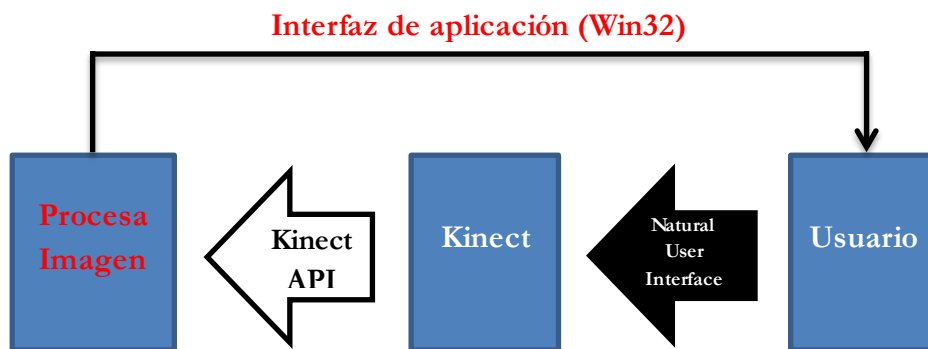 Interfaz de aplicación (Win32)
Procesa
Imagen
Kinect
API
Kinect
Natural
User
Interface
Usuario